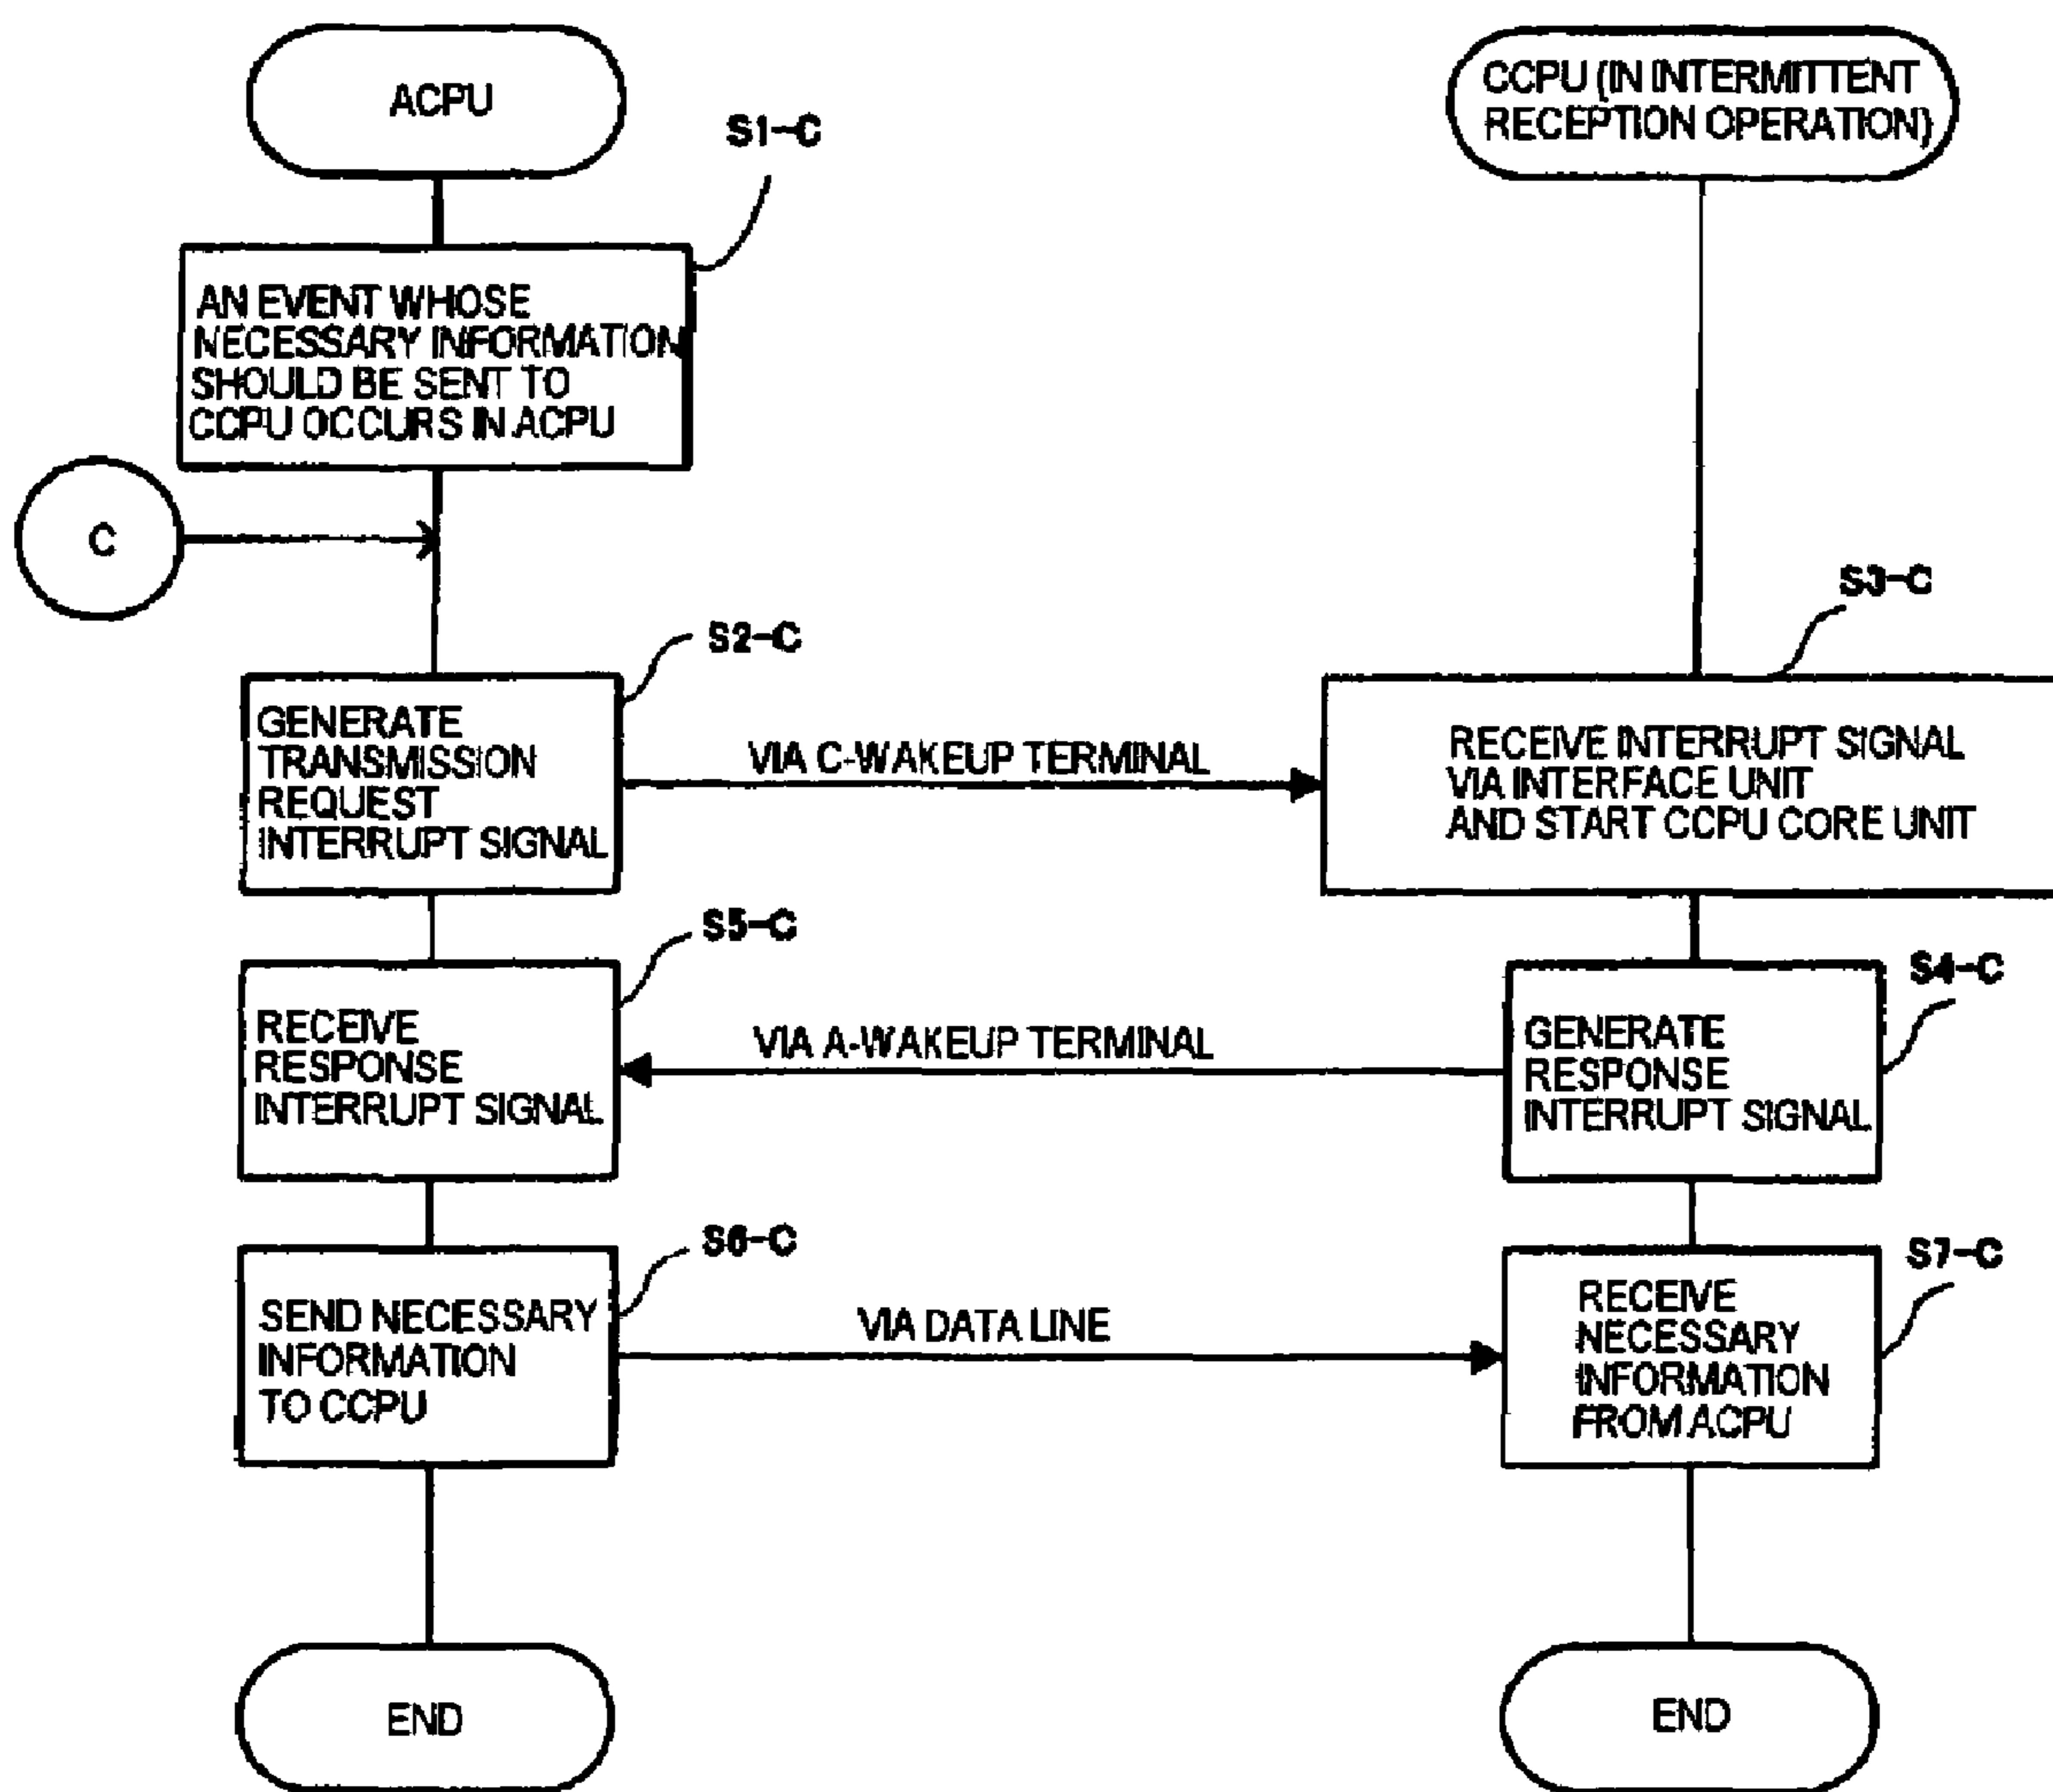 ACPU
CCPU (IN INTERMITTENT
RECEPTION OPERATION)
S1-C
AN EVENT WHOSE
NECESSARY INFORMATION
SHOULD BE SENT TO
CCPU OCCURS IN ACPU
C
S2-C
S3-C
GENERATE
TRANSMISSION
REQUEST
INTERRUPT SIGNAL
VIA C-WAKEUP TERMINAL
RECEIVE INTERRUPT SIGNAL
VIA INTERFACE UNIT
AND START CCPU CORE UNIT
S5-C
S4-C
RECEIVE
RESPONSE
INTERRUPT SIGNAL
VIA A-WAKEUP TERMINAL
GENERATE
RESPONSE
INTERRUPT SIGNAL
S6-C
S7-C
SEND NECESSARY
INFORMATION
TO CCPU
VIA DATA LINE
RECEIVE
NECESSARY
INFORMATION
FROM ACPU
END
END